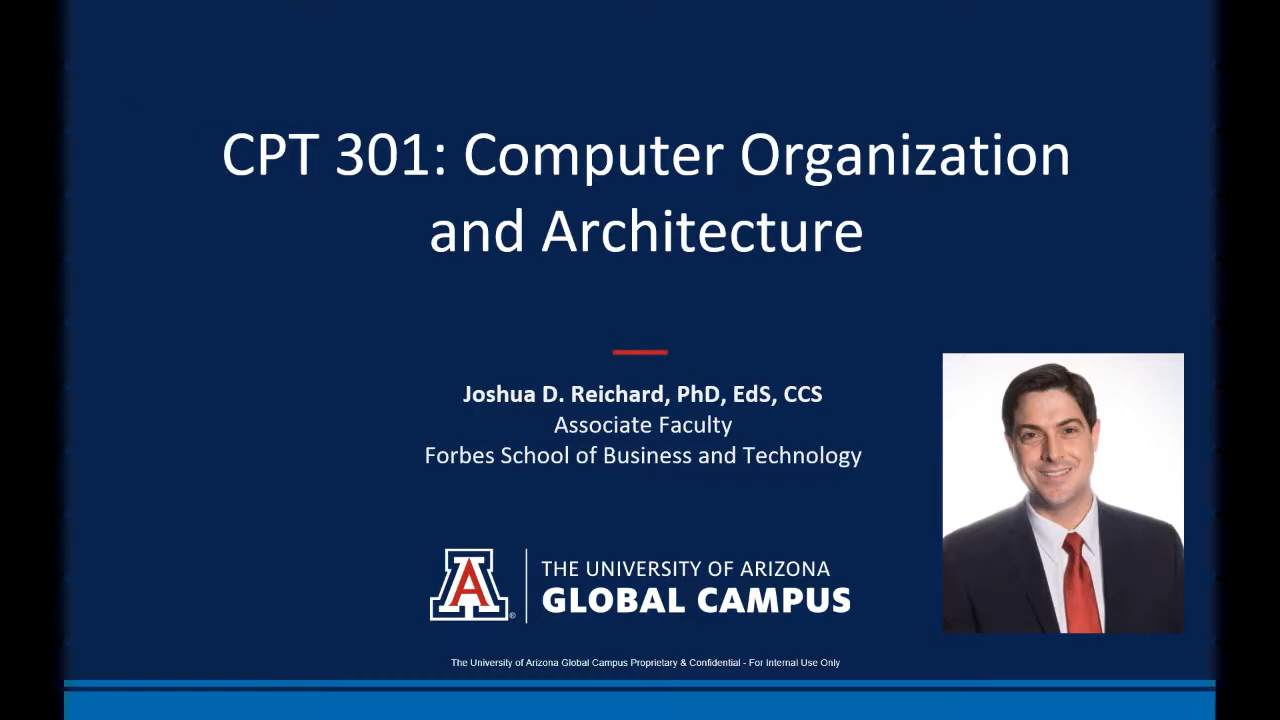 CPT 301: Computer Organization
and Architecture
Joshua D. Reichard, PhD, EdS, CCS
Associate Faculty
Forbes School of Business and Technology
A ®
THE UNIVERSITY OF ARIZONA
GLOBAL CAMPUS
The University of Arizona Global Campus Proprietary & Confidential - For Internal Use Only